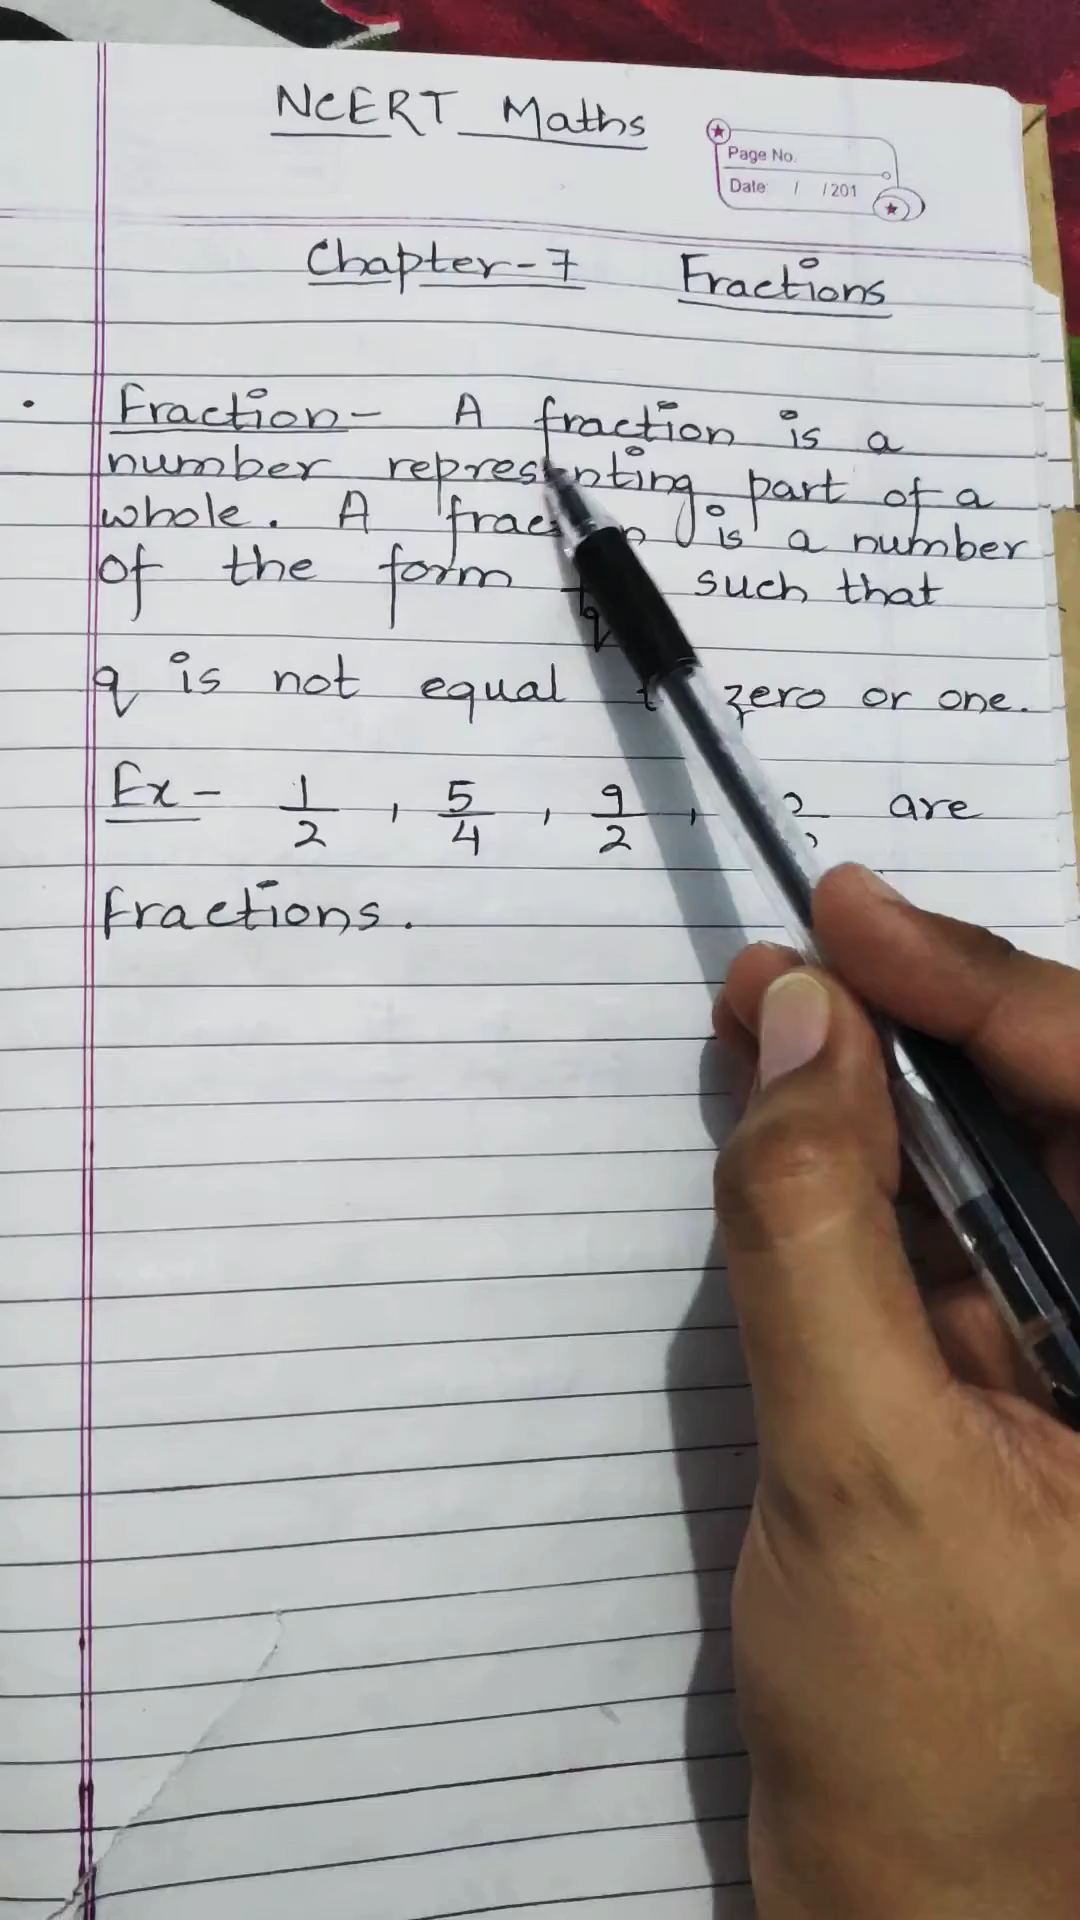 NCERT Maths
Page No.
Date: / /201
Chapter-7 Fractions
Fraction- A fraction is a
number representing part of a
whole. A is a number
of the form such that
q is not equal zero or one.
Ex- 1/2 , 5/4 , 9/2 , are
fractions.